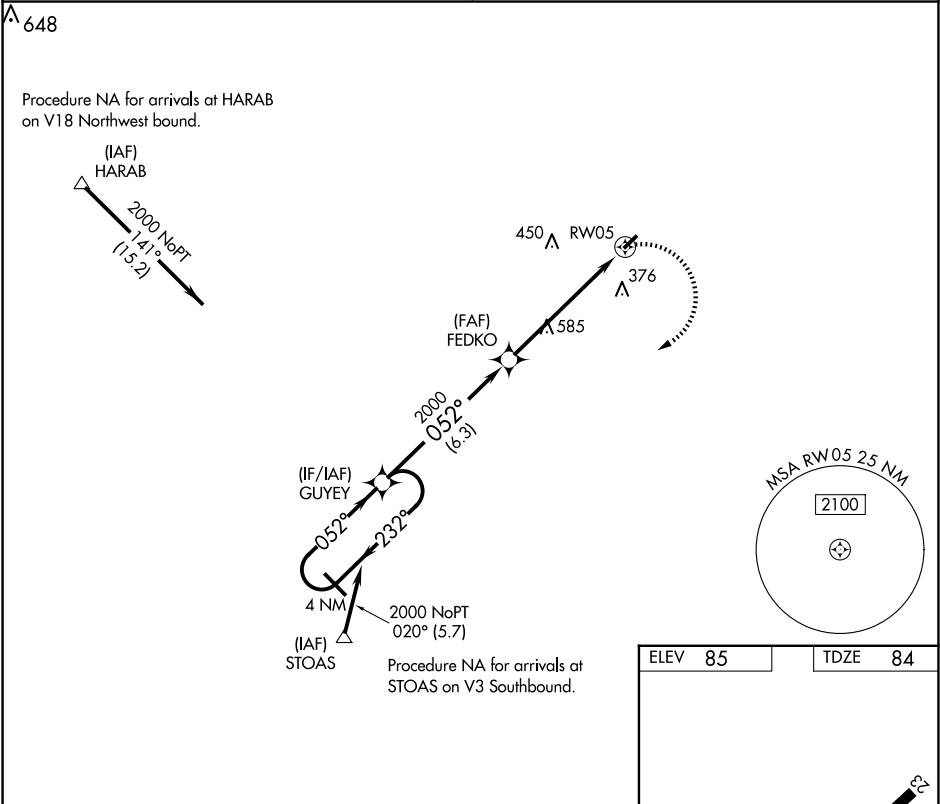 648
Procedure NA for arrivals at HARAB
on V18 Northwest bound.
(IAF)
HARAB
2000 NoPT
141°
(15.2)
450
RW05
376
585
(FAF)
FEDKO
2000
052°
(6.3)
(IF/IAF)
GUYEY
052°
232°
4 NM
2000 NoPT
020° (5.7)
(IAF)
STOAS
Procedure NA for arrivals at
STOAS on V3 Southbound.
MSA RW05 25 NM
2100
ELEV 85
TDZE 84
23